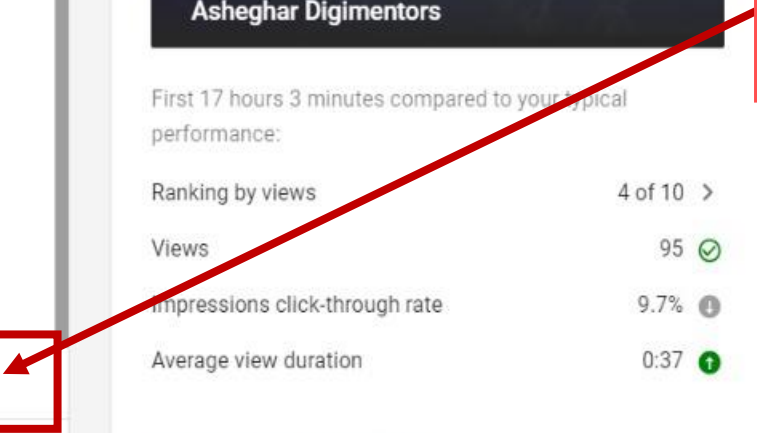 Asheghar Digimentors
First 17 hours 3 minutes compared to your typical
performance:
Ranking by views 4 of 10
Views 95
Impressions click-through rate 9.7%
Average view duration 0:37